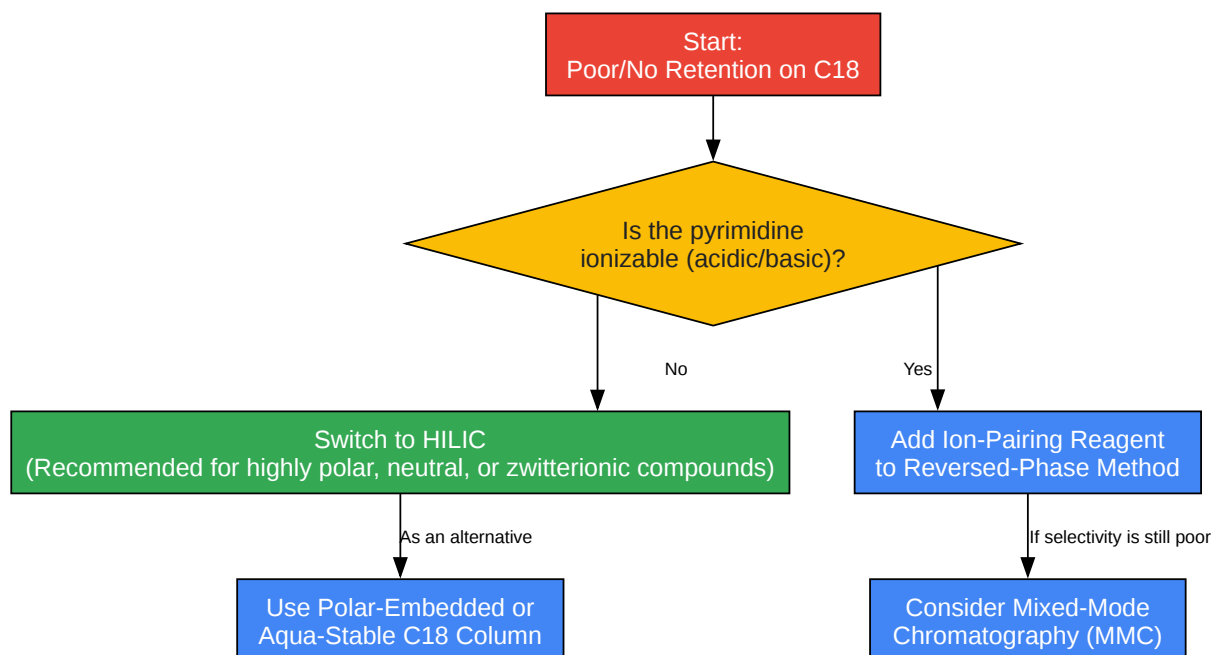 Start:
Poor/No Retention on C18
Is the pyrimidine
ionizable (acidic/basic)?
No
Yes
Switch to HILIC
(Recommended for highly polar, neutral, or zwitterionic compounds)
Add Ion-Pairing Reagent
to Reversed-Phase Method
As an alternative
If selectivity is still poor
Use Polar-Embedded or
Aqua-Stable C18 Column
Consider Mixed-Mode
Chromatography (MMC)